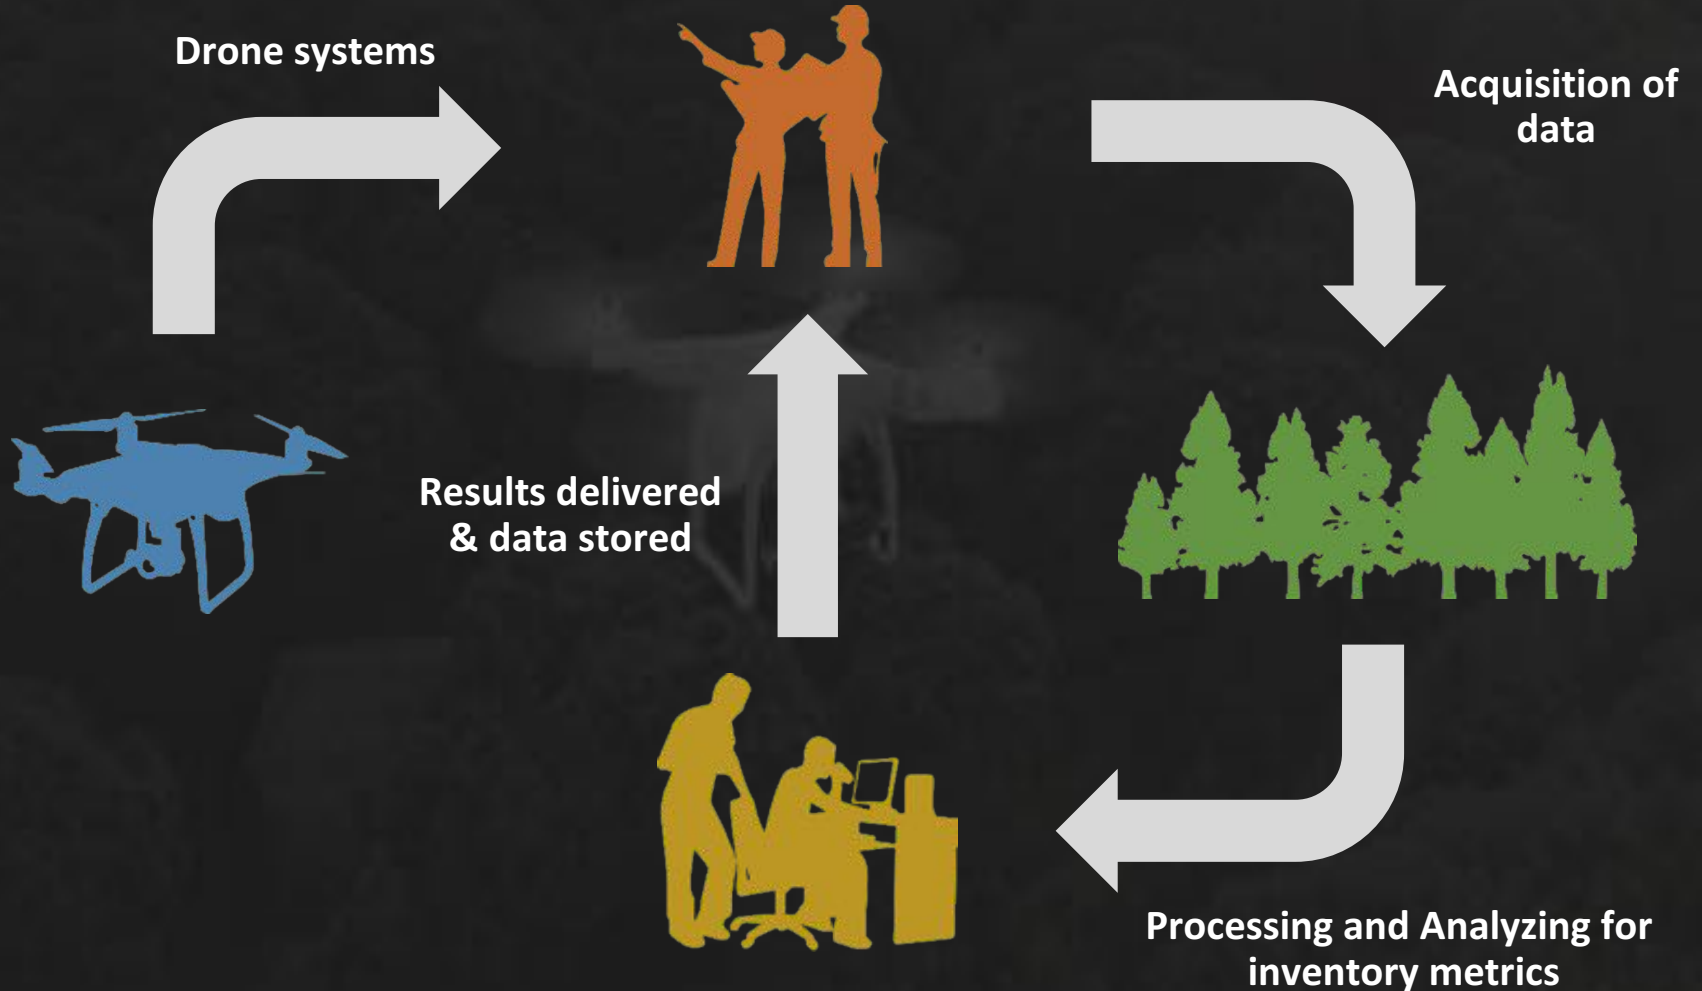 Drone systems
Acquisition of
data
Results delivered
& data stored
Processing and Analyzing for
inventory metrics